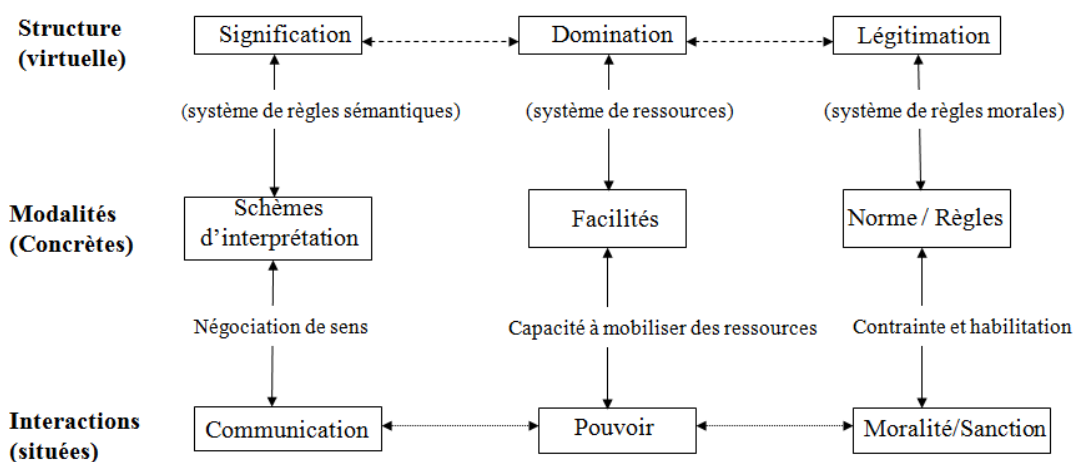 Structure
(virtuelle)
Signification
Domination
Légitimation
(système de règles sémantiques)
(système de ressources)
(système de règles morales)
Modalités
(Concrètes)
Schèmes
d'interprétation
Facilités
Norme / Règles
Négociation de sens
Capacité à mobiliser des ressources
Contrainte et habilitation
Interactions
(situées)
Communication
Pouvoir
Moralité/Sanction